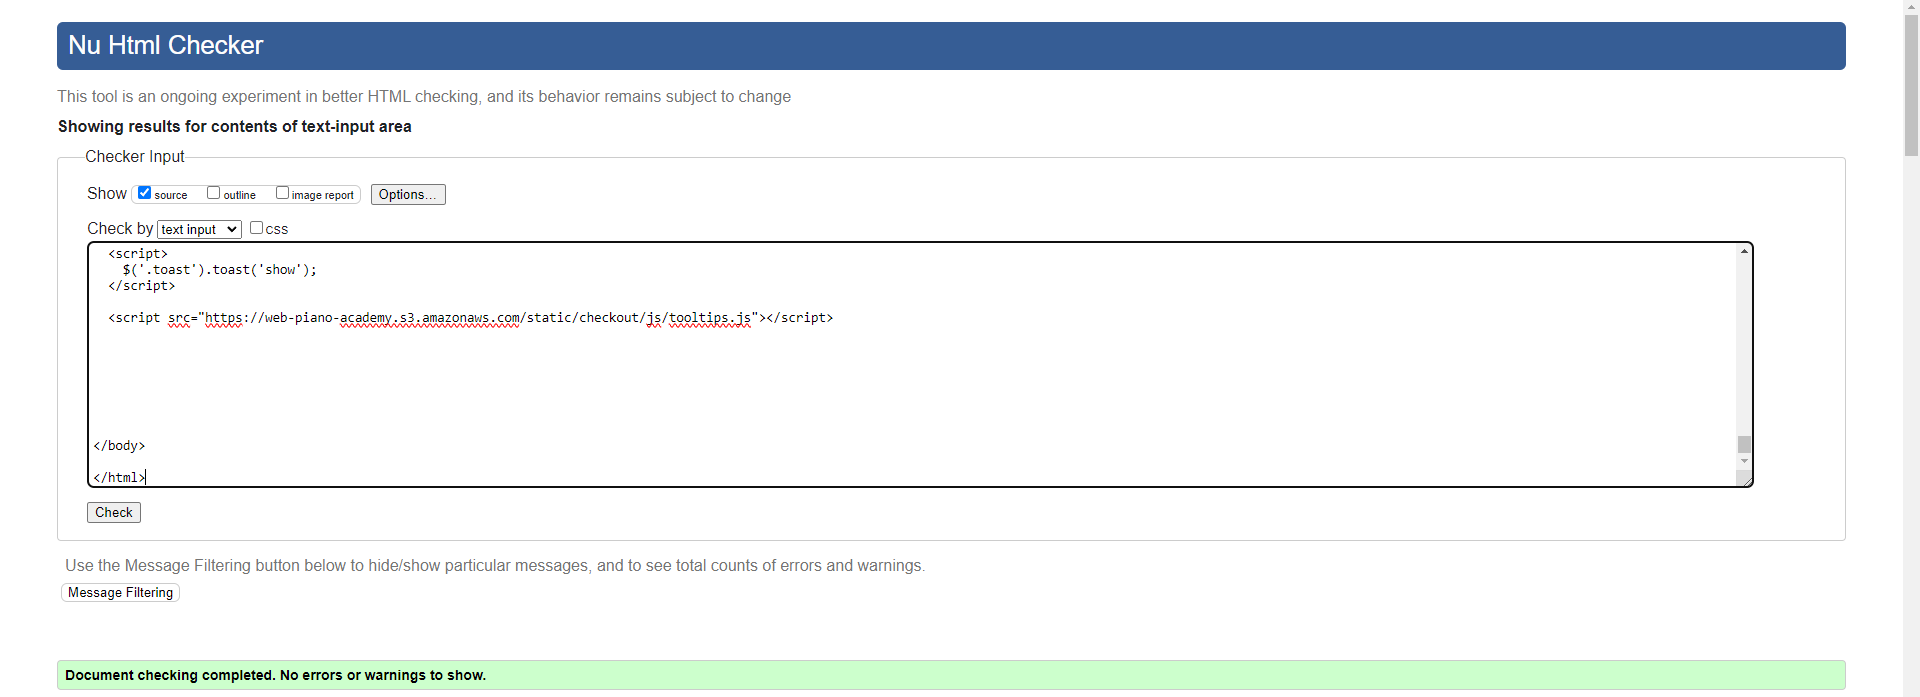 Nu Html Checker
This tool is an ongoing experiment in better HTML checking, and its behavior remains subject to change
Showing results for contents of text-input area
Checker Input
Show source outline image report Options...
Check by text input css
<script>
$('.toast').toast('show');
</script>
<script src="https://web-piano-academy.s3.amazonaws.com/static/checkout/js/tooltips.js"></script>
</body>
</html>
Check
Use the Message Filtering button below to hide/show particular messages, and to see total counts of errors and warnings.
Message Filtering
Document checking completed. No errors or warnings to show.